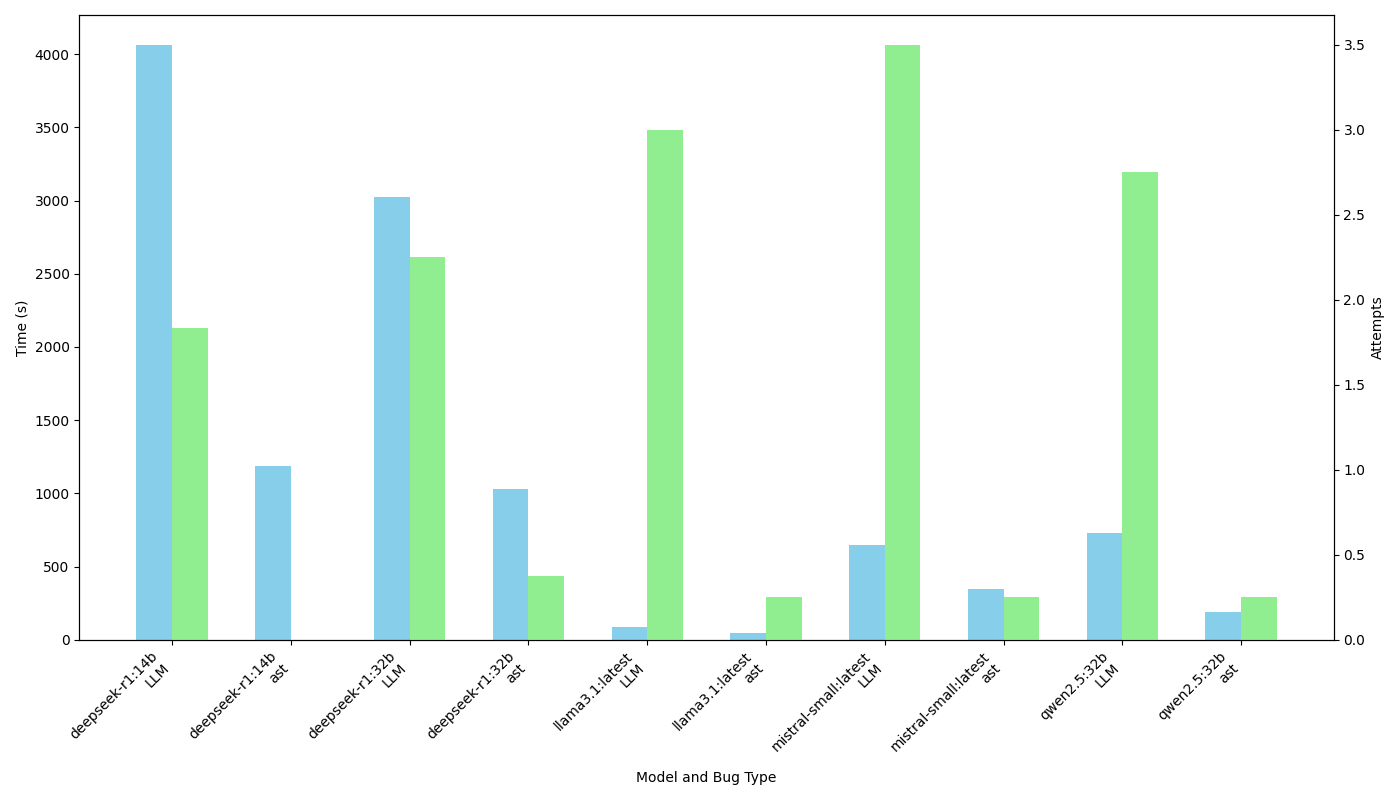 4000
3500
3000
2500
2000
1500
1000
500
0
Time (s)
3.5
3.0
2.5
2.0
1.5
1.0
0.5
0.0
Attempts
deepseek-r1:14b
LLM
deepseek-r1:14b
ast
deepseek-r1:32b
LLM
deepseek-r1:32b
ast
llama3.1:latest
LLM
llama3.1:latest
ast
mistral-small:latest
LLM
mistral-small:latest
ast
qwen2.5:32b
LLM
qwen2.5:32b
ast
Model and Bug Type